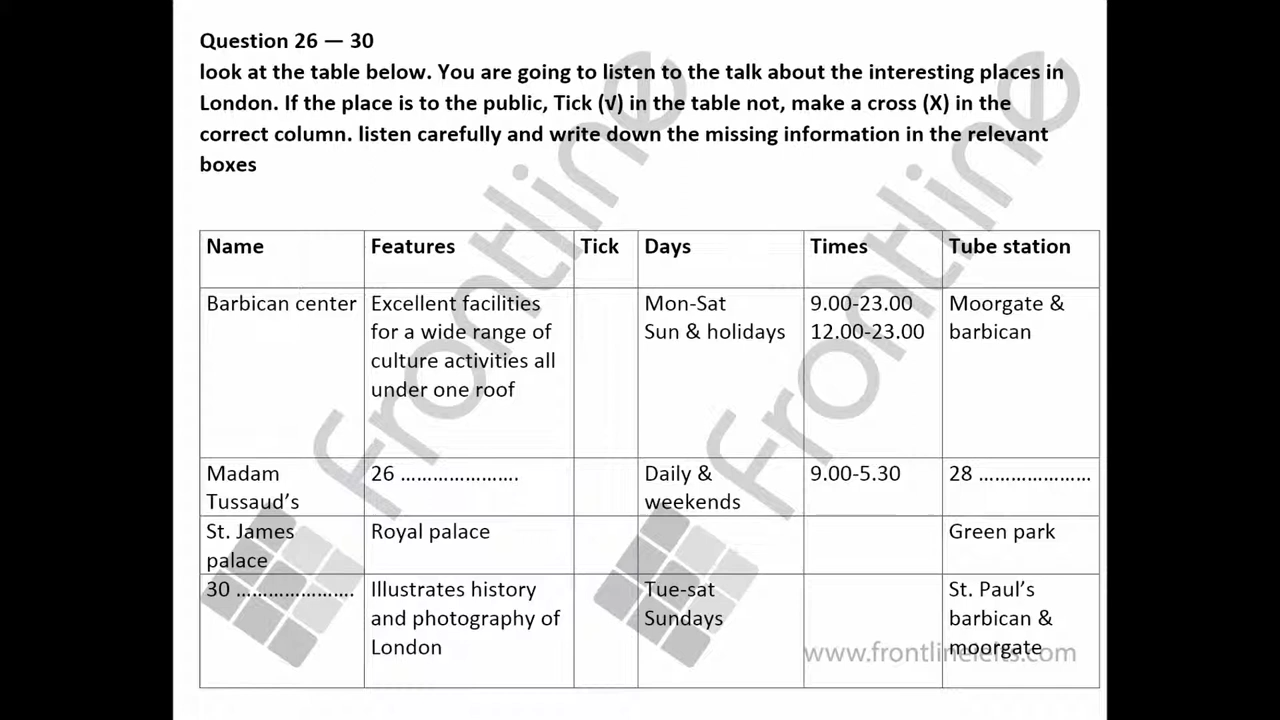 Question 26 — 30
look at the table below. You are going to listen to the talk about the interesting places in
London. If the place is to the public, Tick (√) in the table not, make a cross (X) in the
correct column. listen carefully and write down the missing information in the relevant
boxes
Name Features Tick Days Times Tube station
Barbican center Excellent facilities Mon-Sat 9.00-23.00 Moorgate &
for a wide range of Sun & holidays 12.00-23.00 barbican
culture activities all
under one roof
Madam 26 …………………. Daily & 9.00-5.30 28 …………………
Tussaud’s weekends
St. James Royal palace Green park
palace
30 …………………. Illustrates history Tue-sat St. Paul’s
and photography of Sundays barbican &
London moorgate
frontline
frontline
www.frontlineielts.com